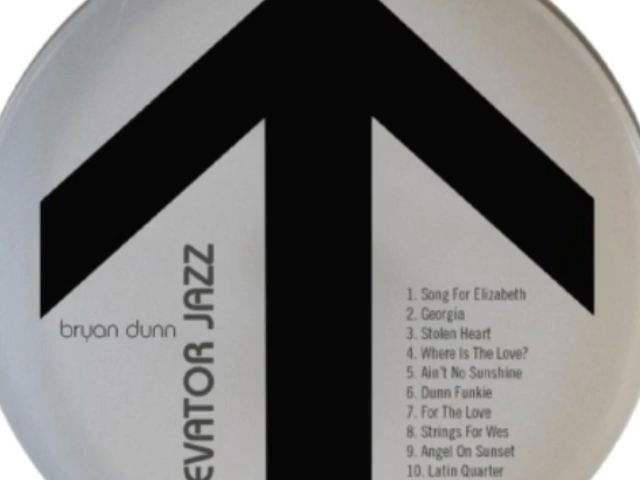 bryan dunn
EVATOR JAZZ
1. Song For Elizabeth
2. Georgia
3. Stolen Heart
4. Where Is The Love?
5. Ain't No Sunshine
6. Dunn Funkie
7. For The Love
8. Strings For Wes
9. Angel On Sunset
10. Latin Quarter